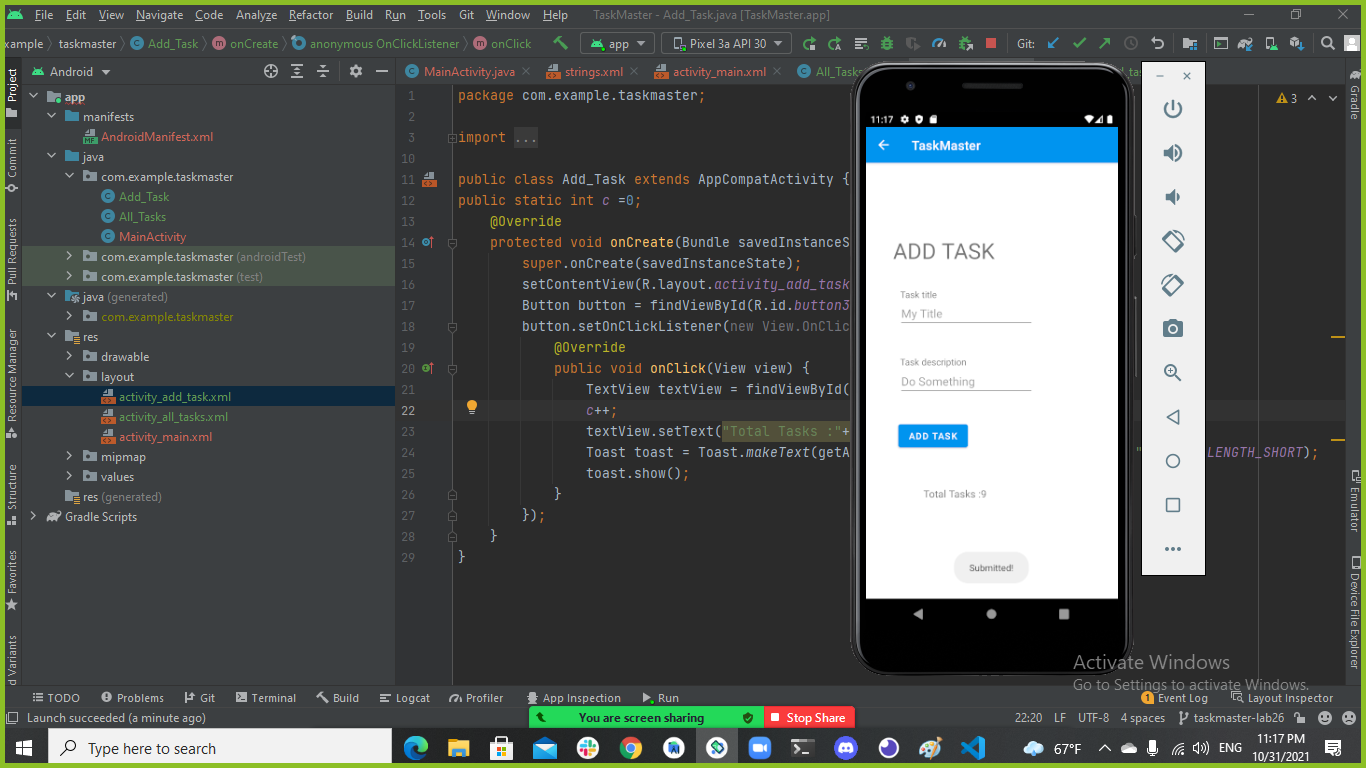 File Edit View Navigate Code Analyze Refactor Build Run Tools Git Window Help TaskMaster - Add_Task.java [TaskMaster.app]
taskmaster Add_Task onCreate anonymous OnClickListener onClick app Pixel 3a API 30 Git:
Android
MainActivity.java strings.xml activity_main.xml All_Tasks
Project
Commit
Pull Requests
Resource Manager
Structure
Favorites
app
manifests
AndroidManifest.xml
java
com.example.taskmaster
Add_Task
All_Tasks
MainActivity
com.example.taskmaster (androidTest)
com.example.taskmaster (test)
java (generated)
com.example.taskmaster
res
drawable
layout
activity_add_task.xml
activity_all_tasks.xml
activity_main.xml
mipmap
values
res (generated)
Gradle Scripts
1 package com.example.taskmaster;
2
3 import ...
10
11 public class Add_Task extends AppCompatActivity {
12 public static int c =0;
13 @Override
14 protected void onCreate(Bundle savedInstanceS
15 super.onCreate(savedInstanceState);
16 setContentView(R.layout.activity_add_task
17 Button button = findViewById(R.id.button3
18 button.setOnClickListener(new View.OnClic
19 @Override
20 public void onClick(View view) {
21 TextView textView = findViewById(
22 c++;
23 textView.setText("Total Tasks :"+
24 Toast toast = Toast.makeText(getA
" LENGTH_SHORT);
25 toast.show();
26 }
27 });
28 }
29 }
3
11:17
TaskMaster
ADD TASK
Task title
My Title
Task description
Do Something
ADD TASK
Total Tasks :9
Submitted!
Gradle
Emulator
Device File Explorer
Activate Windows
Go to Settings to activate Windows.
TODO Problems Git Terminal Build Logcat Profiler App Inspection Run 1 Event Log Layout Inspector
Launch succeeded (a minute ago) 22:20 LF UTF-8 4 spaces taskmaster-lab26
You are screen sharing Stop Share
Type here to search 67°F ENG
11:17 PM
10/31/2021